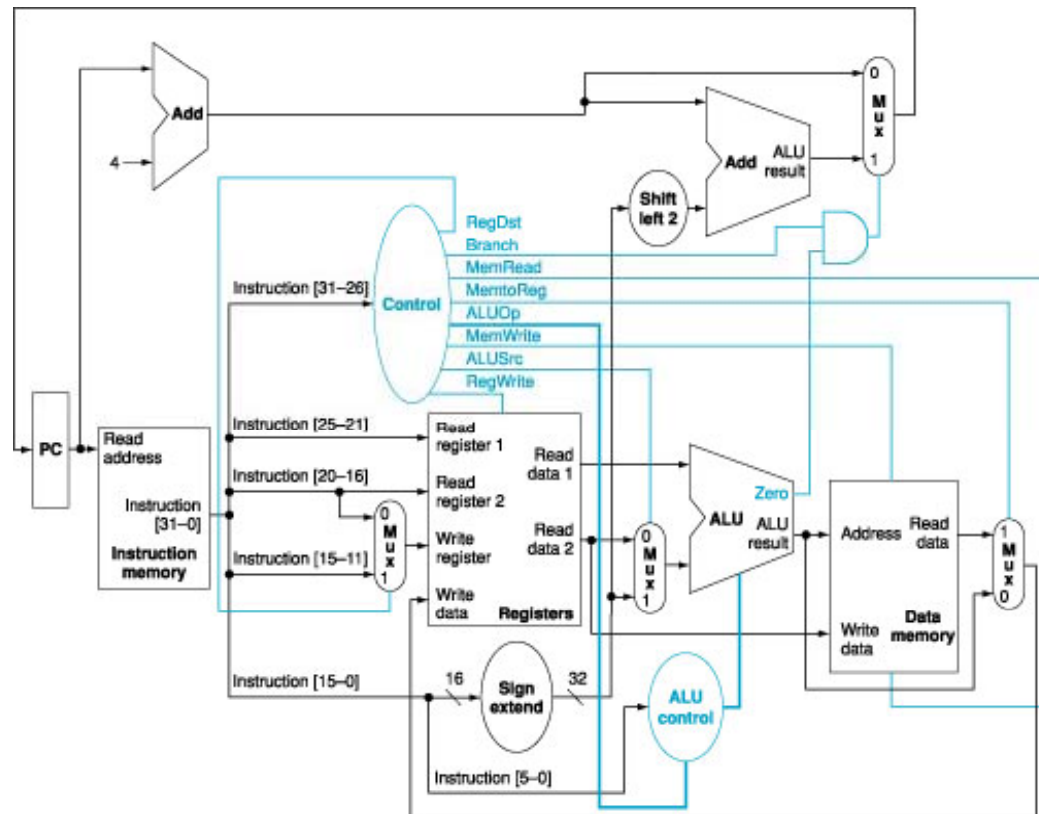 Add
4
0
Mux
1
Add
ALU
result
Shift
left 2
RegDst
Branch
MemRead
MemtoReg
ALUOp
MemWrite
ALUSrc
RegWrite
Instruction [31–26]
Control
PC
Read
address
Instruction
[31–0]
Instruction
memory
Instruction [25–21]
Instruction [20–16]
Instruction [15–11]
0
Mux
1
Read
register 1
Read
register 2
Write
register
Write
data
Read
data 1
Read
data 2
Registers
0
Mux
1
Zero
ALU
ALU
result
Address
Read
data
Write
data
Data
memory
1
Mux
0
Instruction [15–0]
16
Sign
extend
32
ALU
control
Instruction [5–0]